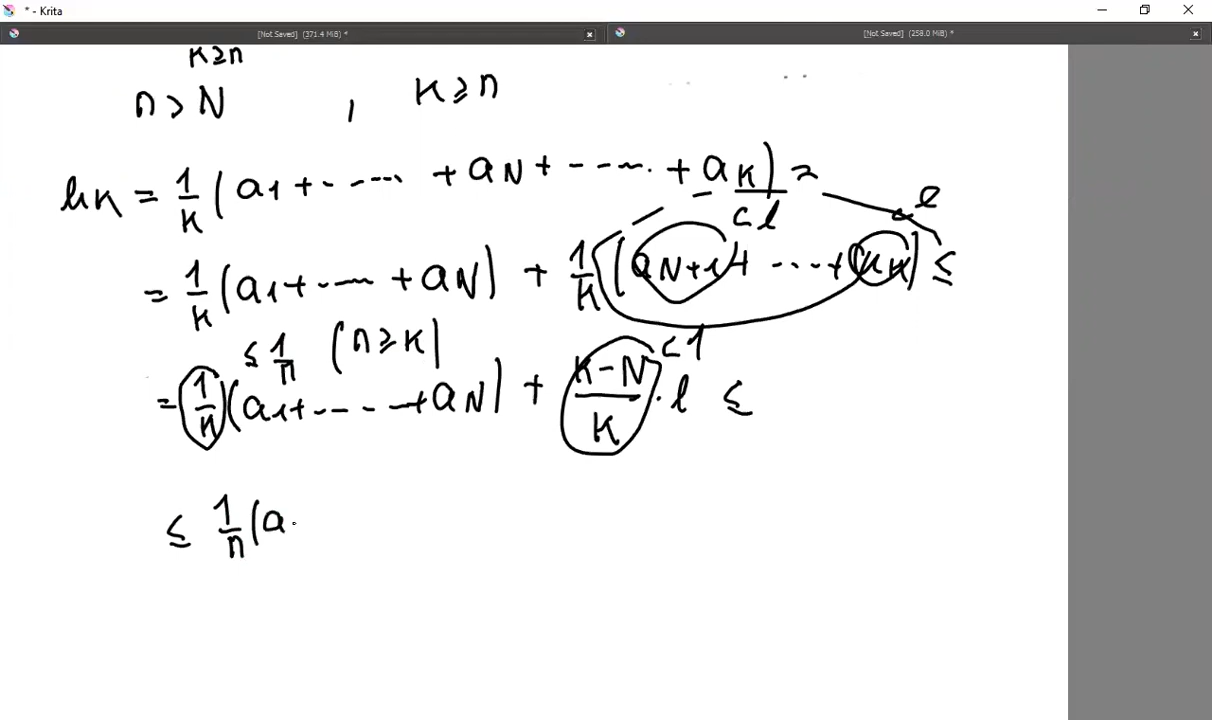 * - Krita
[Not Saved] (371.4 MiB) *
[Not Saved] (258.0 MiB) *
k≥n
n > N , k ≥ n
bk = 1/k (a1 + ...... + aN + ...... + ak) =
< l
< l
= 1/k (a1 + ...... + aN) + 1/k (aN+1 + ... + ak) ≤
≤ 1/n (n ≥ k)
< 1
= 1/k (a1 + ...... + aN) + (k-N)/k · l ≤
≤ 1/n (a